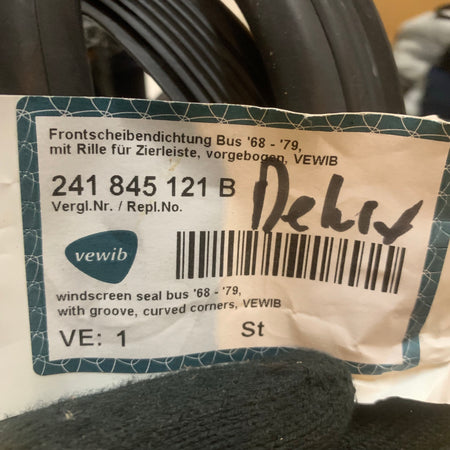 Frontscheibendichtung Bus '68 - '79,
mit Rille für Zierleiste, vorgebogen, VEWIB
241 845 121 B
Vergl.Nr. / Repl.No.
vewib
windscreen seal bus '68 - '79,
with groove, curved corners, VEWIB
VE: 1 St